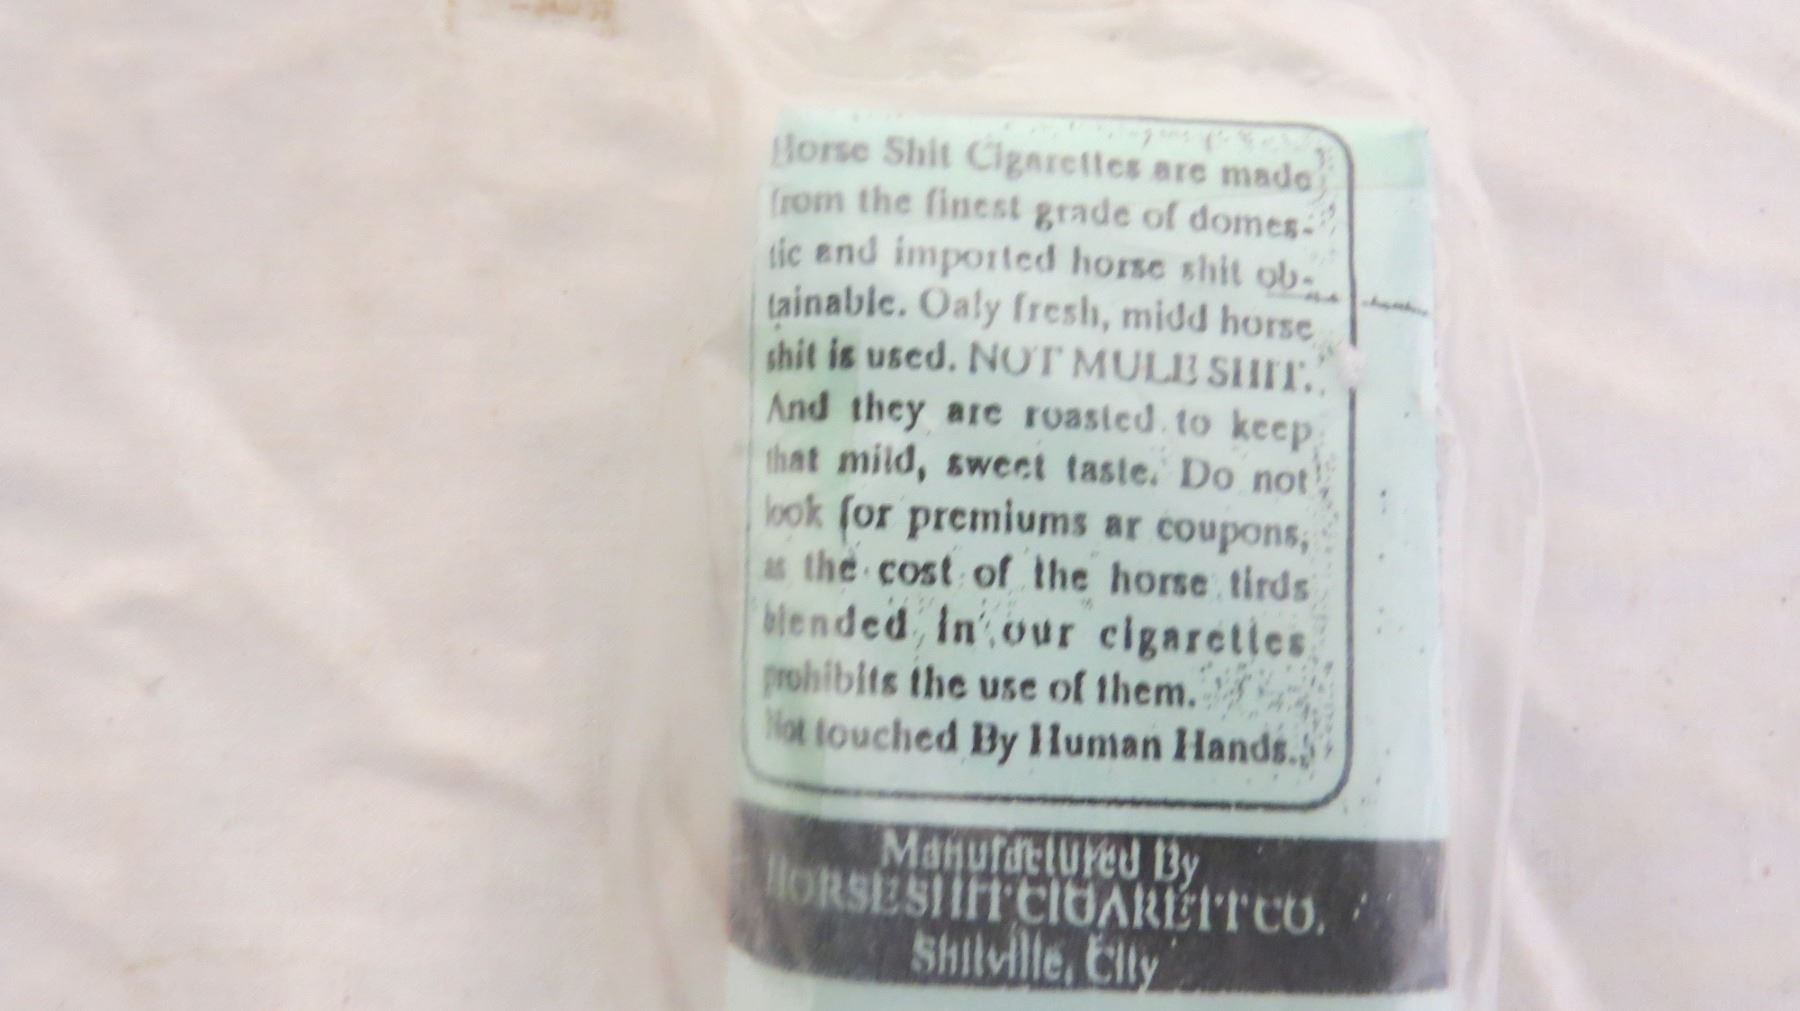 Horse Shit Cigarettes are made
from the finest grade of domes-
tic and imported horse shit ob-
tainable. Oaly fresh, midd horse
shit is used. NOT MULE SHIT.
And they are roasted to keep
that mild, sweet taste. Do not
look for premiums ar coupons,
as the cost of the horse tirds
blended in our cigarettes
prohibits the use of them.
Not touched By Human Hands.
Manufactured By
HORSE SHIT CIGARETT CO.
Shitville, City